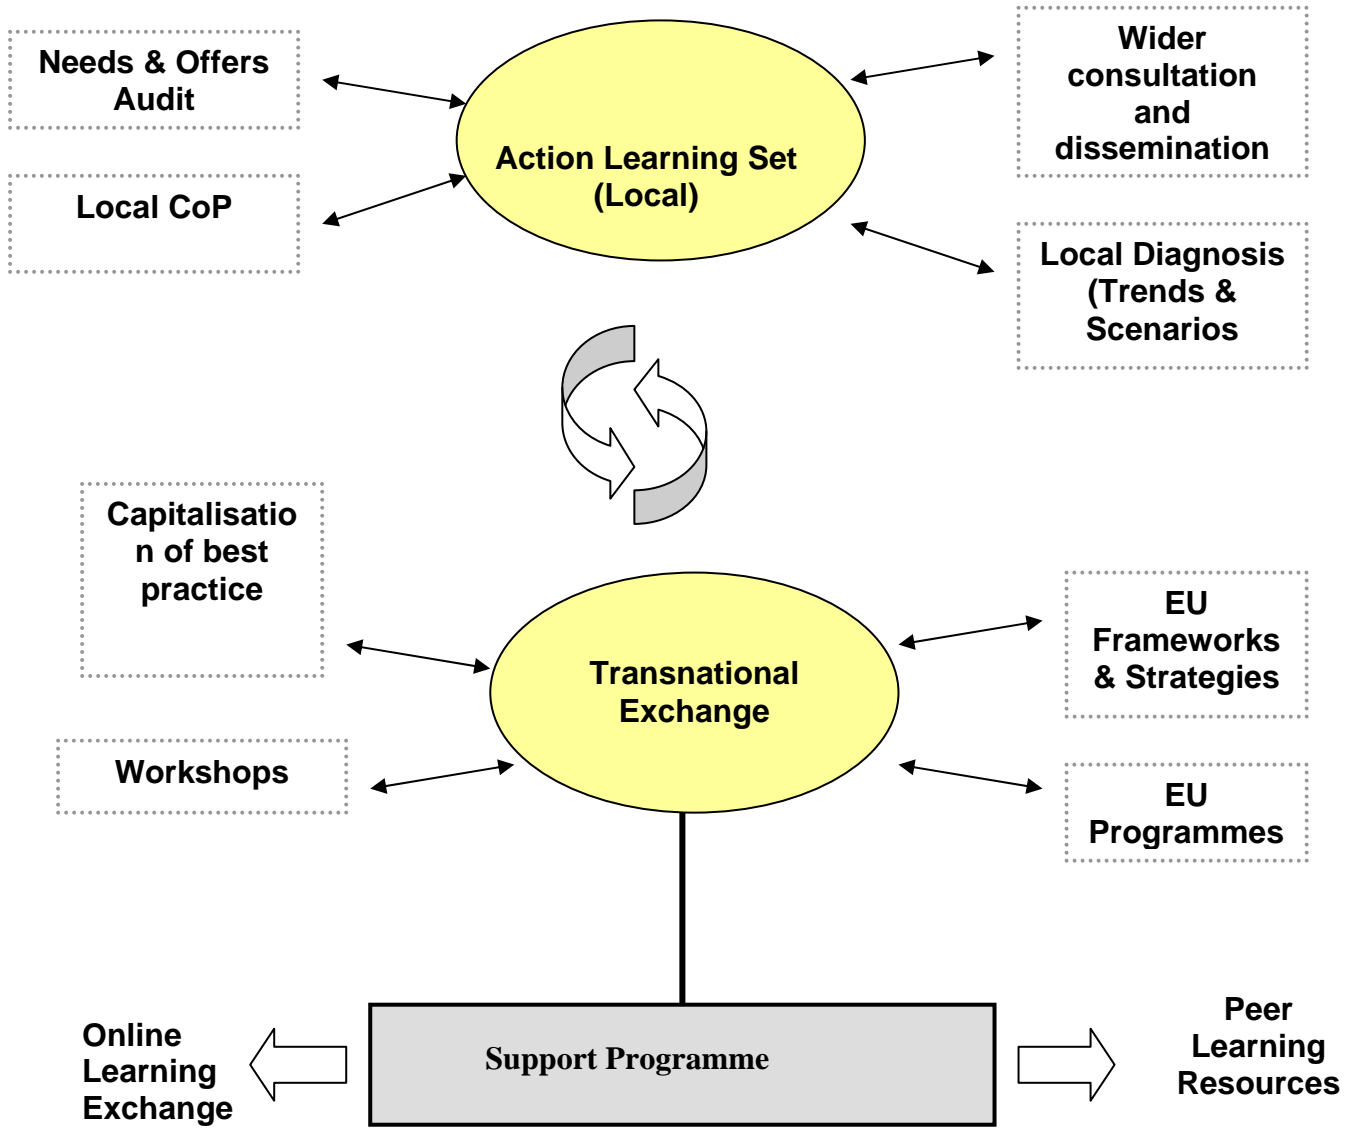 Needs & Offers
Audit
Local CoP
Action Learning Set
(Local)
Wider
consultation
and
dissemination
Local Diagnosis
(Trends &
Scenarios
Capitalisatio
n of best
practice
Workshops
Transnational
Exchange
EU
Frameworks
& Strategies
EU
Programmes
Online
Learning
Exchange
Support Programme
Peer
Learning
Resources